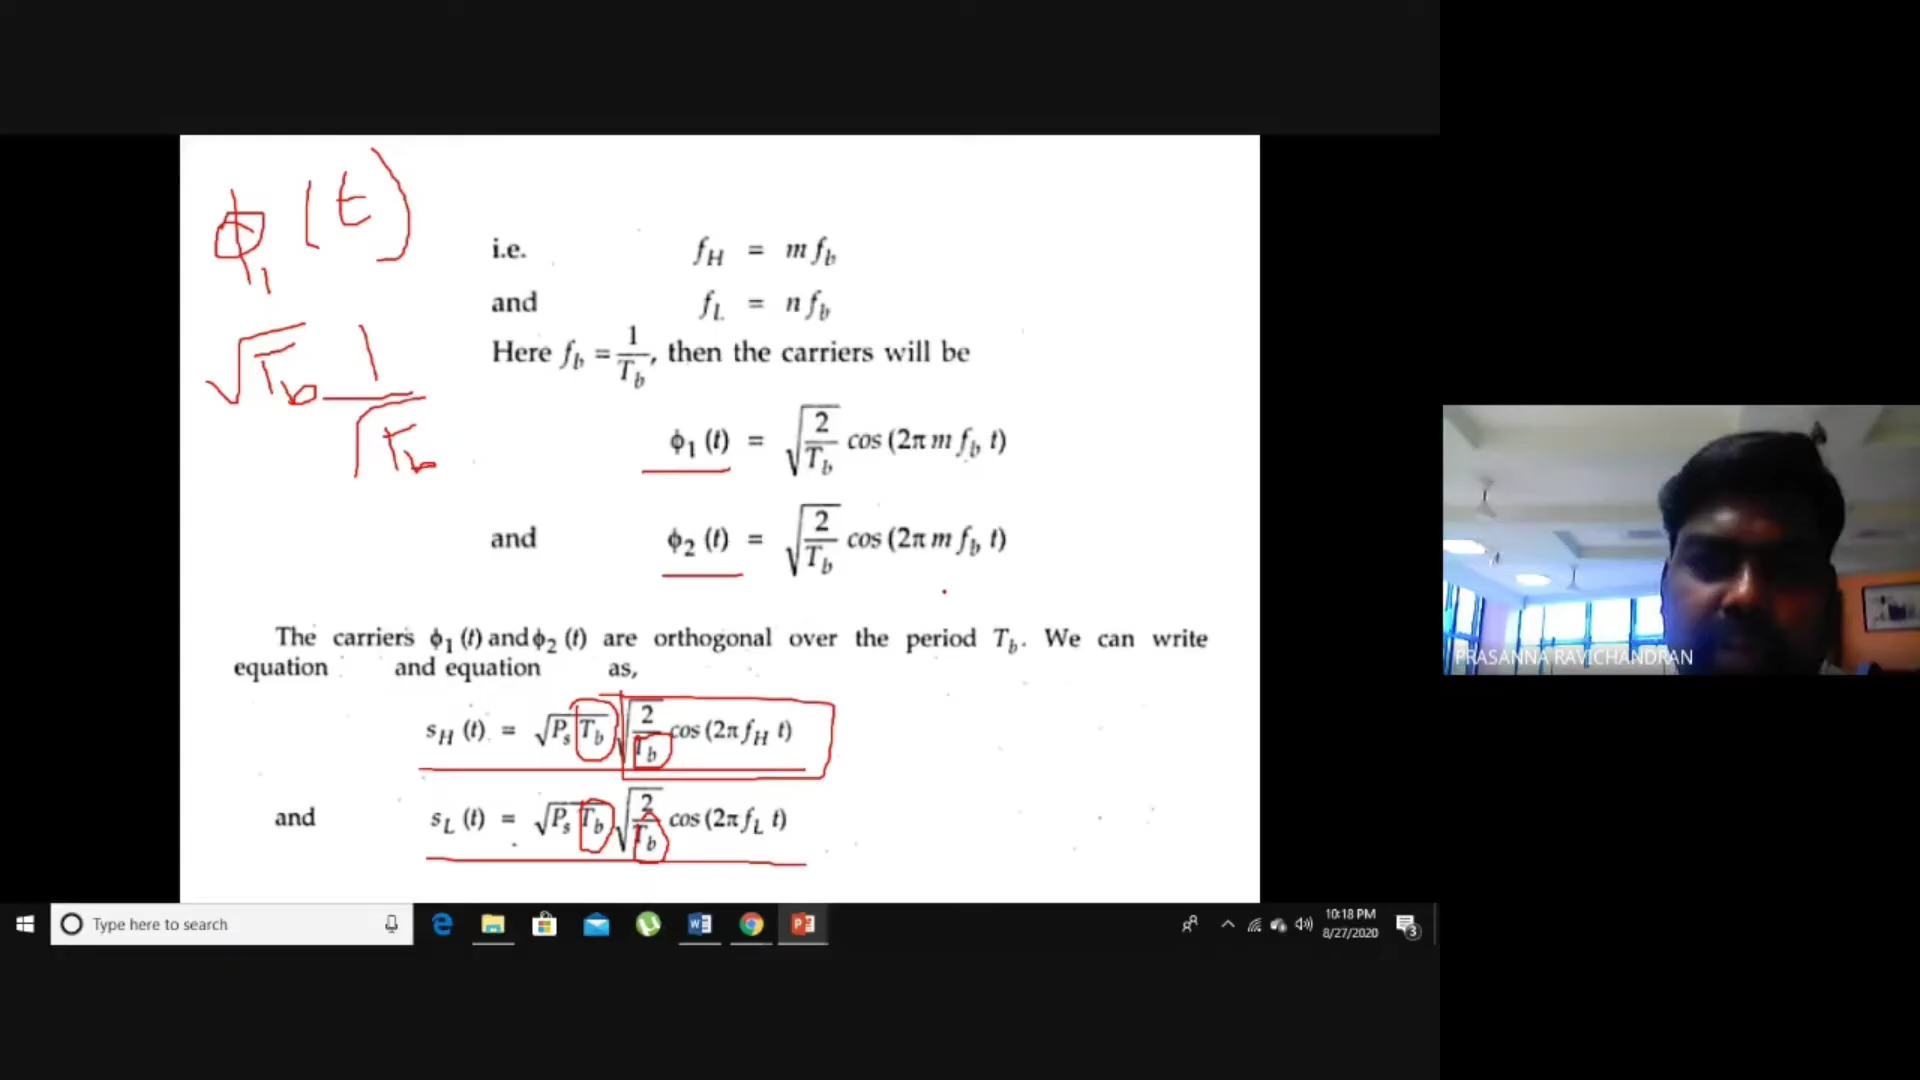 ϕ1 (t)
√Tb 1/√Tb
i.e. fH = m fb
and fL = n fb
Here fb = 1/Tb, then the carriers will be
ϕ1 (t) = √(2/Tb) cos (2π m fb t)
and ϕ2 (t) = √(2/Tb) cos (2π m fb t)
The carriers ϕ1 (t) and ϕ2 (t) are orthogonal over the period Tb. We can write
equation and equation as,
sH (t) = √(Ps Tb) √(2/Tb) cos (2π fH t)
and sL (t) = √(Ps Tb) √(2/Tb) cos (2π fL t)
PRASANNA RAVICHANDRAN
Type here to search
10:18 PM
8/27/2020
3